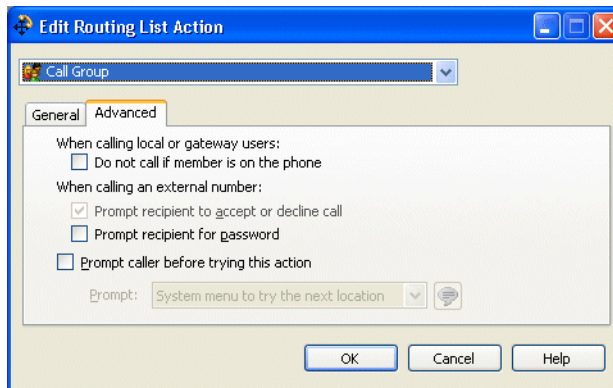 Edit Routing List Action
Call Group
General Advanced
When calling local or gateway users:
Do not call if member is on the phone
When calling an external number:
Prompt recipient to accept or decline call
Prompt recipient for password
Prompt caller before trying this action
Prompt: System menu to try the next location
OK Cancel Help